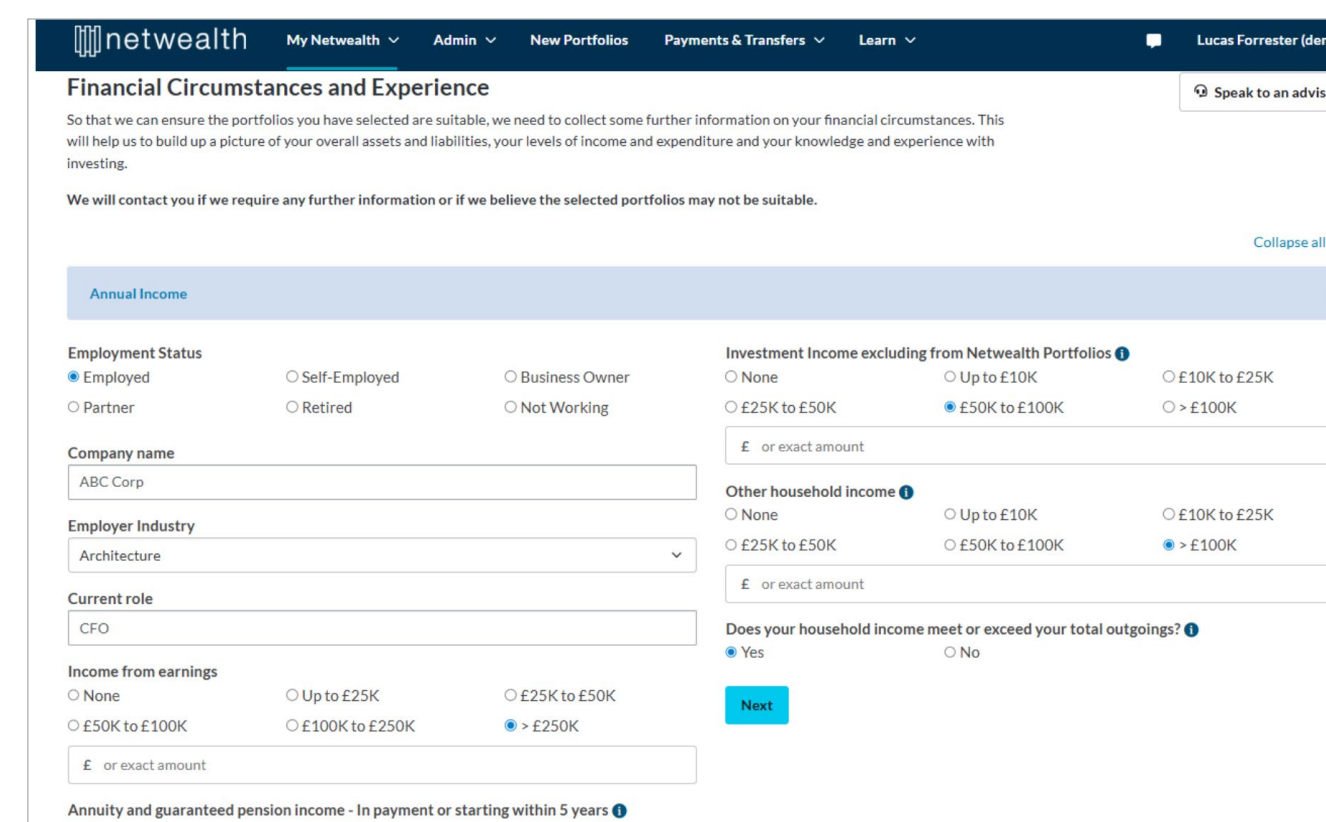 netwealth My Netwealth Admin New Portfolios Payments & Transfers Learn Lucas Forrester (der
Financial Circumstances and Experience
Speak to an advis
So that we can ensure the portfolios you have selected are suitable, we need to collect some further information on your financial circumstances. This
will help us to build up a picture of your overall assets and liabilities, your levels of income and expenditure and your knowledge and experience with
investing.
We will contact you if we require any further information or if we believe the selected portfolios may not be suitable.
Collapse all
Annual Income
Employment Status
Employed Self-Employed Business Owner
Partner Retired Not Working
Company name
ABC Corp
Employer Industry
Architecture
Current role
CFO
Income from earnings
None Up to £25K £25K to £50K
£50K to £100K £100K to £250K > £250K
£ or exact amount
Annuity and guaranteed pension income - In payment or starting within 5 years
Investment Income excluding from Netwealth Portfolios
None Up to £10K £10K to £25K
£25K to £50K £50K to £100K > £100K
£ or exact amount
Other household income
None Up to £10K £10K to £25K
£25K to £50K £50K to £100K > £100K
£ or exact amount
Does your household income meet or exceed your total outgoings?
Yes No
Next